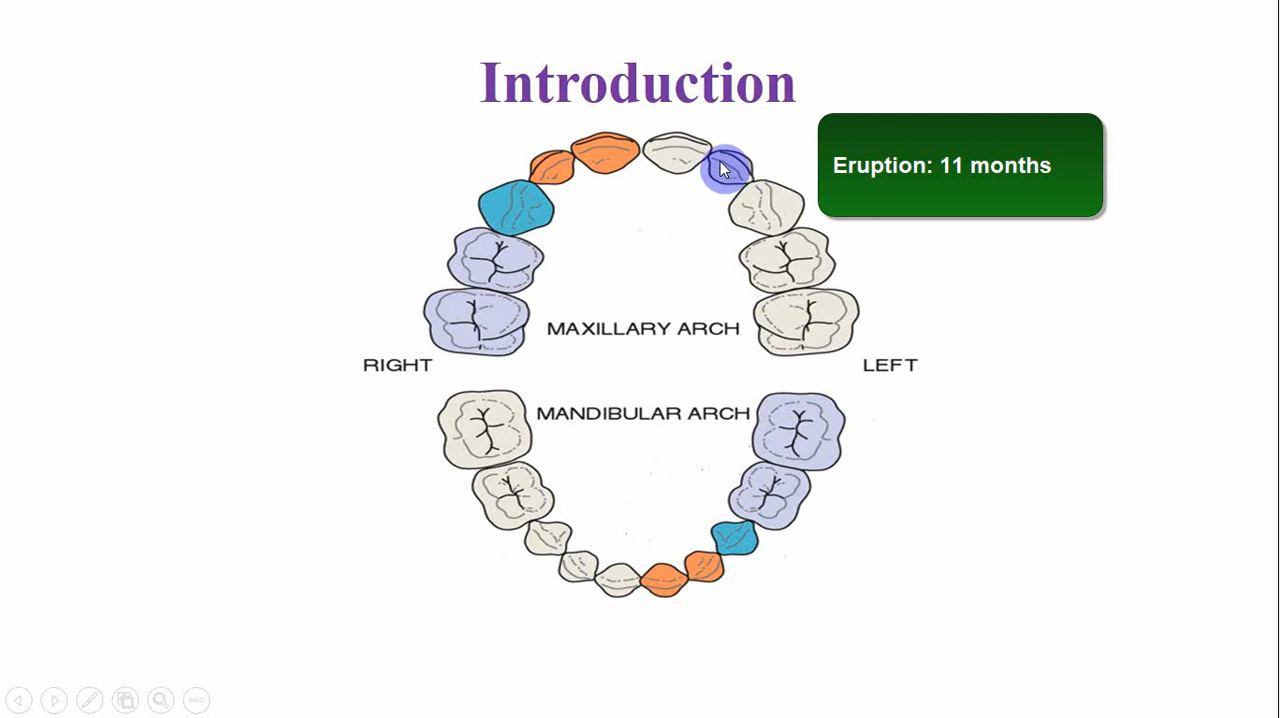 Introduction
Eruption: 11 months
MAXILLARY ARCH
RIGHT
LEFT
MANDIBULAR ARCH